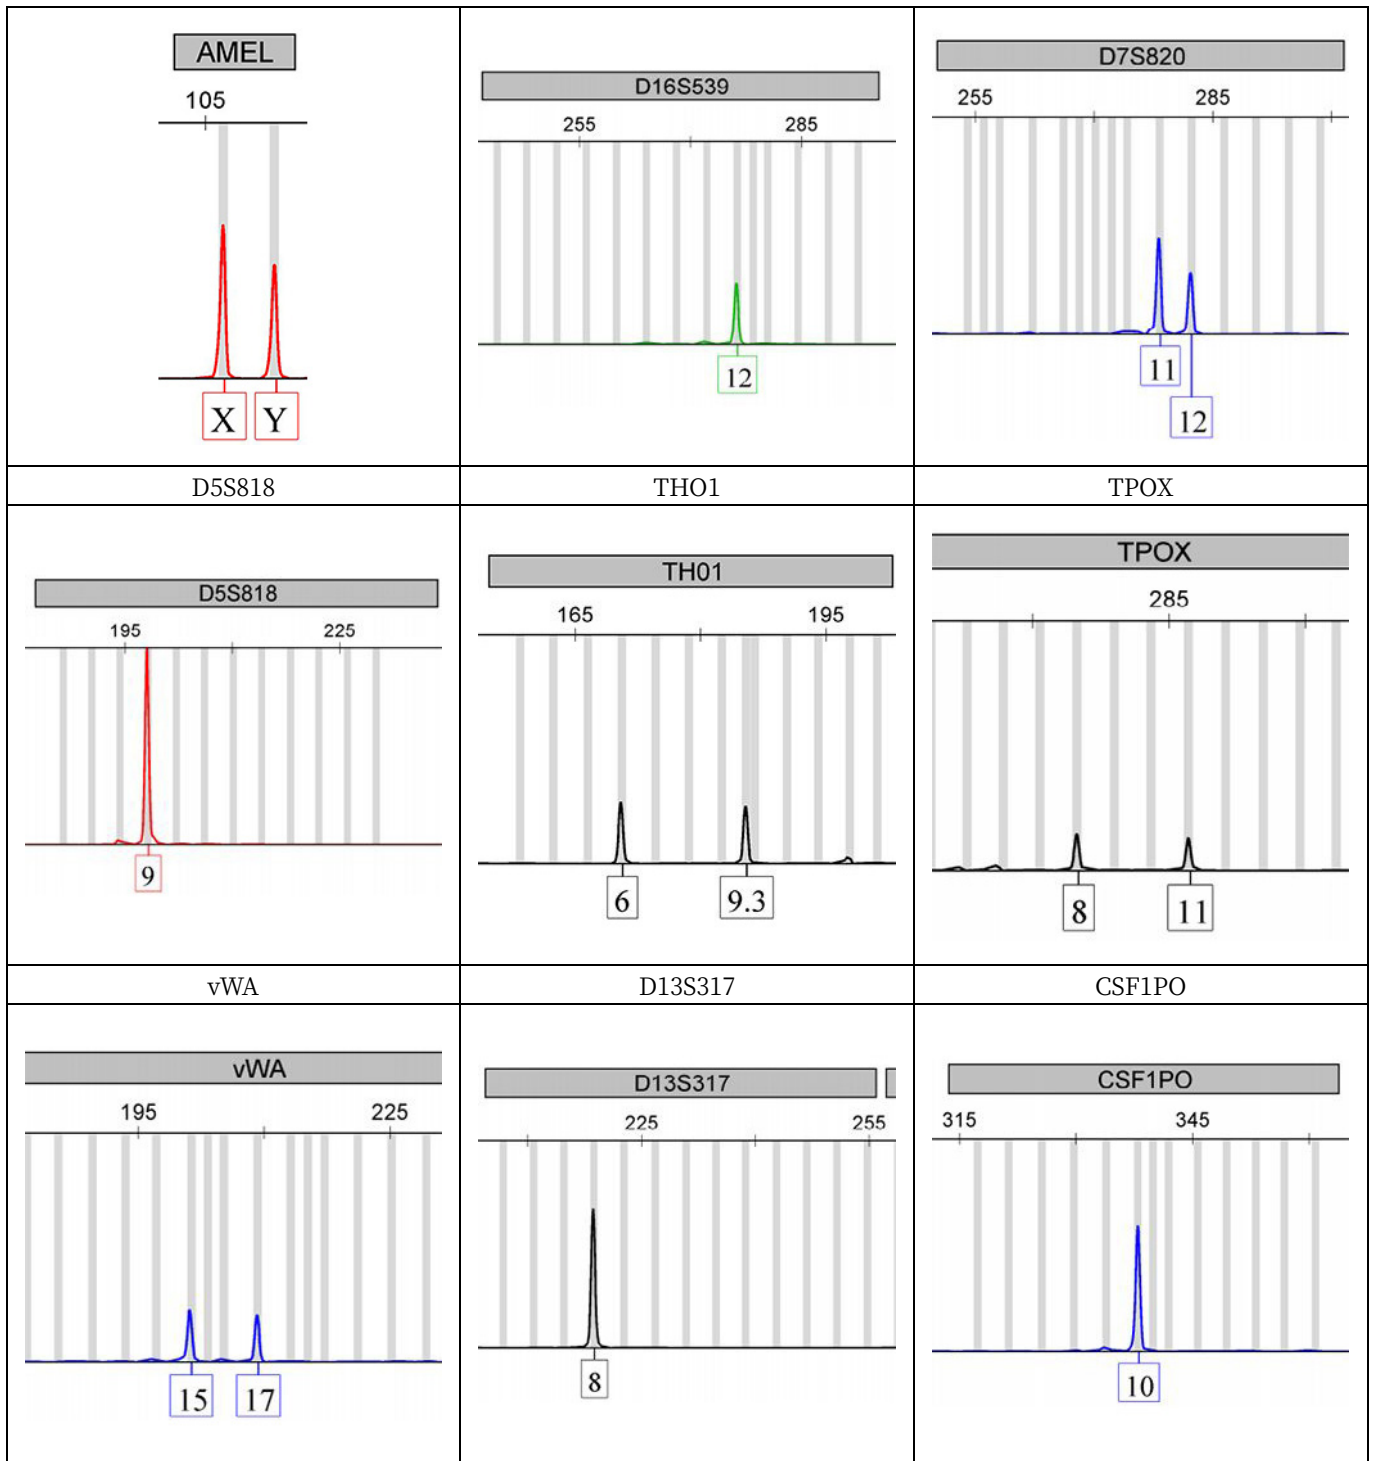 AMEL
105
X Y
D16S539
255 285
12
D7S820
255 285
11
12
D5S818
THO1
TPOX
D5S818
195 225
9
TH01
165 195
6 9.3
TPOX
285
8 11
vWA
D13S317
CSF1PO
vWA
195 225
15 17
D13S317
225 255
8
CSF1PO
315 345
10